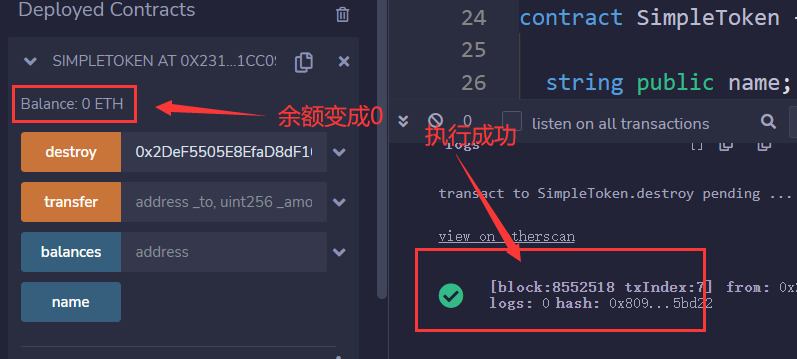 Deployed Contracts
SIMPLETOKEN AT 0X231...1CC09
Balance: 0 ETH
余额变成0
destroy 0x2DeF5505E8EfaD8dF1
transfer address _to, uint256 _amo
balances address
name
24 contract SimpleToken
25
26 string public name;
0 listen on all transactions
执行成功
logs []
transact to SimpleToken.destroy pending ...
view on etherscan
[block:8552518 txIndex:7] from: 0x2
logs: 0 hash: 0x809...5bd22